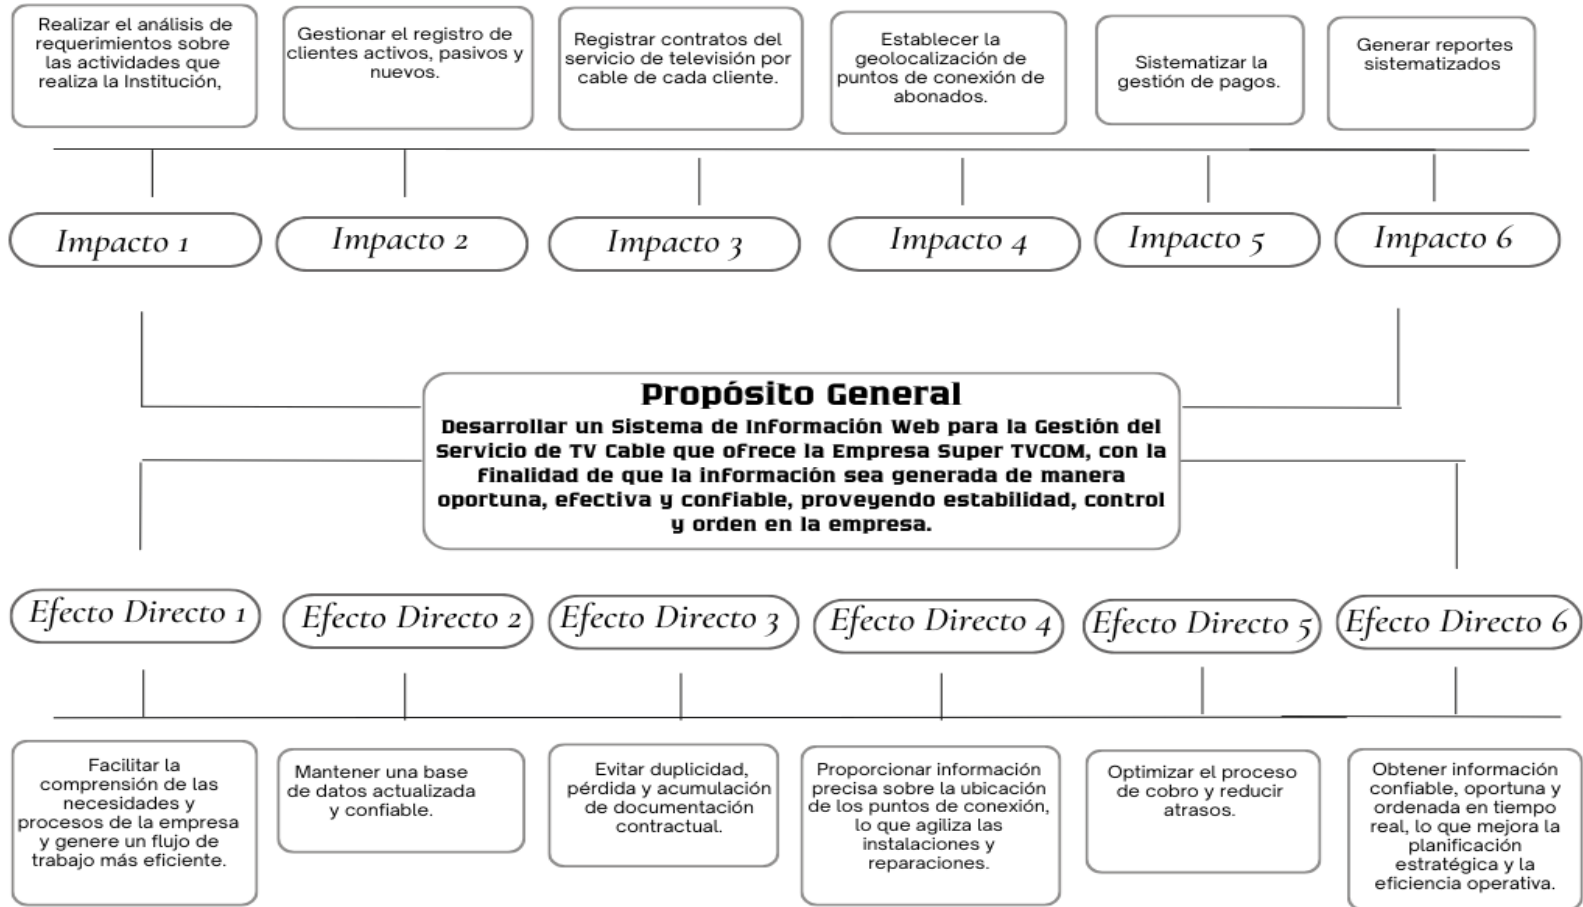 Realizar el análisis de
requerimientos sobre
las actividades que
realiza la Institución,
Gestionar el registro de
clientes activos, pasivos y
nuevos.
Registrar contratos del
servicio de televisión por
cable de cada cliente.
Establecer la
geolocalización de
puntos de conexión de
abonados.
Sistematizar la
gestión de pagos.
Generar reportes
sistematizados
Impacto 1
Impacto 2
Impacto 3
Impacto 4
Impacto 5
Impacto 6
Propósito General
Desarrollar un Sistema de Información Web para la Gestión del
Servicio de TV Cable que ofrece la Empresa Super TVCOM, con la
finalidad de que la información sea generada de manera
oportuna, efectiva y confiable, proveyendo estabilidad, control
y orden en la empresa.
Efecto Directo 1
Efecto Directo 2
Efecto Directo 3
Efecto Directo 4
Efecto Directo 5
Efecto Directo 6
Facilitar la
comprensión de las
necesidades y
procesos de la empresa
y genere un flujo de
trabajo más eficiente.
Mantener una base
de datos actualizada
y confiable.
Evitar duplicidad,
pérdida y acumulación
de documentación
contractual.
Proporcionar información
precisa sobre la ubicación
de los puntos de conexión,
lo que agiliza las
instalaciones y
reparaciones.
Optimizar el proceso
de cobro y reducir
atrasos.
Obtener información
confiable, oportuna y
ordenada en tiempo
real, lo que mejora la
planificación
estratégica y la
eficiencia operativa.